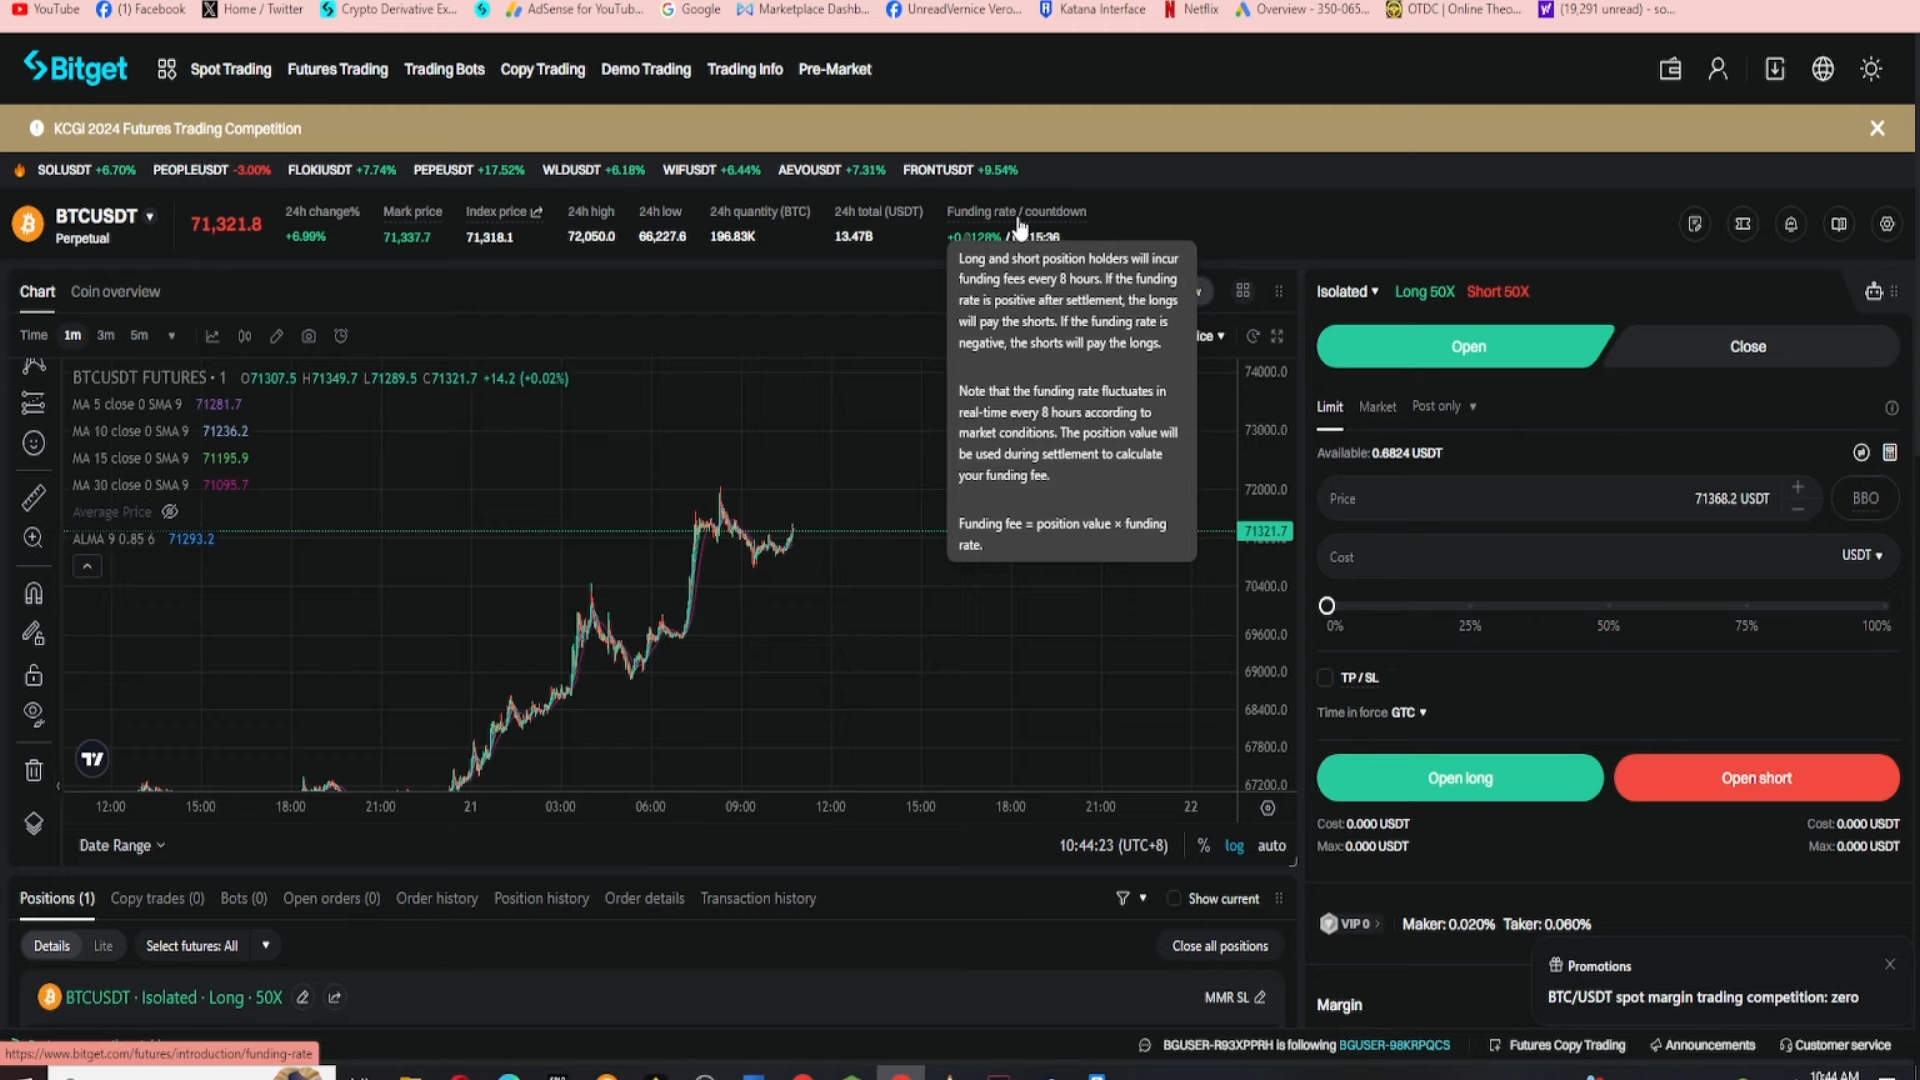 YouTube (1) Facebook Home / Twitter Crypto Derivative Ex... AdSense for YouTub... Google Marketplace Dashb... UnreadVernice Vero... Katana Interface Netflix Overview - 350-065... OTDC | Online Theo... (19,291 unread) - so...
Bitget Spot Trading Futures Trading Trading Bots Copy Trading Demo Trading Trading Info Pre-Market
KCGI 2024 Futures Trading Competition
SOLUSDT +6.70% PEOPLEUSDT -3.00% FLOKIUSDT +7.74% PEPEUSDT +17.52% WLDUSDT +6.18% WIFUSDT +6.44% AEVOUSDT +7.31% FRONTUSDT +9.54%
BTCUSDT
Perpetual
71,321.8
24h change% Mark price Index price 24h high 24h low 24h quantity (BTC) 24h total (USDT) Funding rate / countdown
+6.99% 71,337.7 71,318.1 72,050.0 66,227.6 196.83K 13.47B +0.0128% / 15:36
Long and short position holders will incur
funding fees every 8 hours. If the funding
rate is positive after settlement, the longs
will pay the shorts. If the funding rate is
negative, the shorts will pay the longs.
Note that the funding rate fluctuates in
real-time every 8 hours according to
market conditions. The position value will
be used during settlement to calculate
your funding fee.
Funding fee = position value × funding
rate.
Chart Coin overview
Time 1m 3m 5m
BTCUSDT FUTURES · 1 O71307.5 H71349.7 L71289.5 C71321.7 +14.2 (+0.02%)
MA 5 close 0 SMA 9 71281.7
MA 10 close 0 SMA 9 71236.2
MA 15 close 0 SMA 9 71195.9
MA 30 close 0 SMA 9 71095.7
Average Price
ALMA 9 0.85 6 71293.2
74000.0
73000.0
72000.0
71321.7
70400.0
69600.0
69000.0
68400.0
67800.0
67200.0
12:00 15:00 18:00 21:00 21 03:00 06:00 09:00 12:00 15:00 18:00 21:00 22
Date Range 10:44:23 (UTC+8) % log auto
Isolated Long 50X Short 50X
Open Close
Limit Market Post only
Available: 0.6824 USDT
Price 71368.2 USDT BBO
Cost USDT
0% 25% 50% 75% 100%
TP / SL
Time in force GTC
Open long Open short
Cost: 0.000 USDT Cost: 0.000 USDT
Max: 0.000 USDT Max: 0.000 USDT
VIP 0 Maker: 0.020% Taker: 0.060%
Promotions
BTC/USDT spot margin trading competition: zero
Margin
Positions (1) Copy trades (0) Bots (0) Open orders (0) Order history Position history Order details Transaction history Show current
Details Lite Select futures: All Close all positions
BTCUSDT · Isolated · Long · 50X MMR SL
BGUSER-R93XPPRH is following BGUSER-98KRPQCS Futures Copy Trading Announcements Customer service
https://www.bitget.com/futures/introduction/funding-rate
10:44 AM